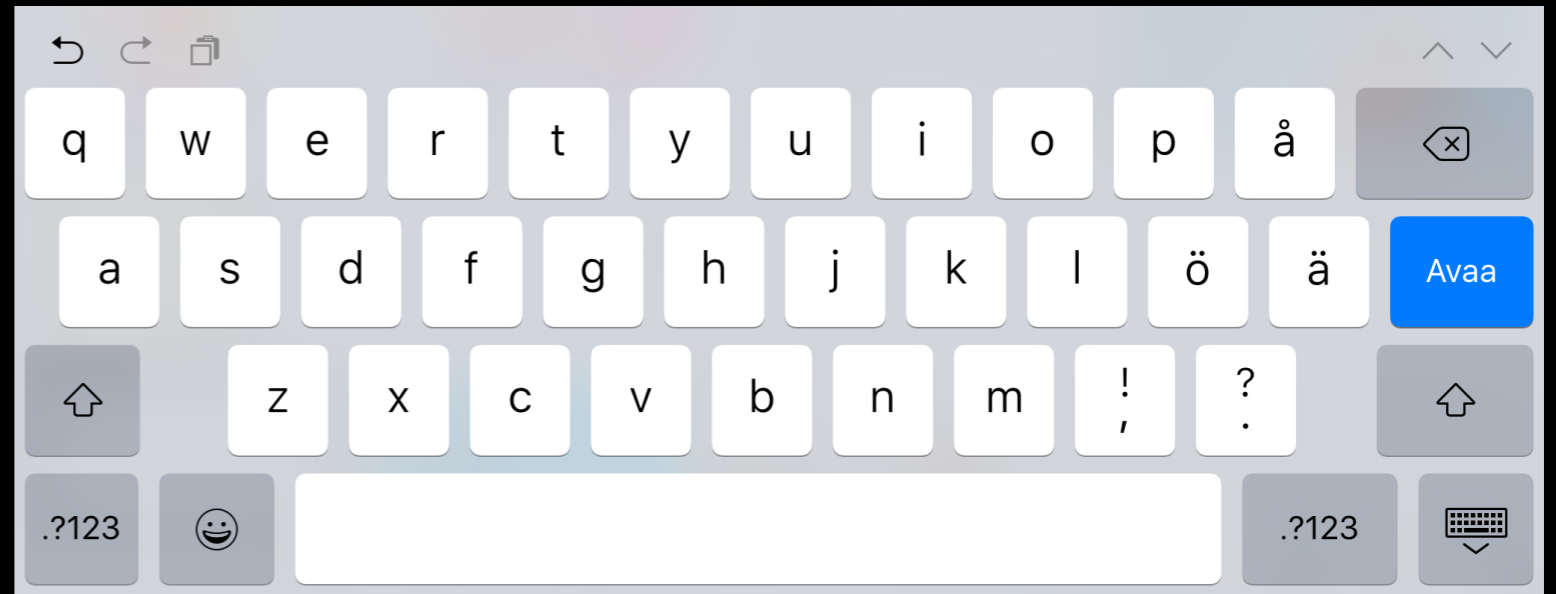 q w e r t y u i o p å
a s d f g h j k l ö ä Avaa
z x c v b n m ! , ? .
.?123 .?123